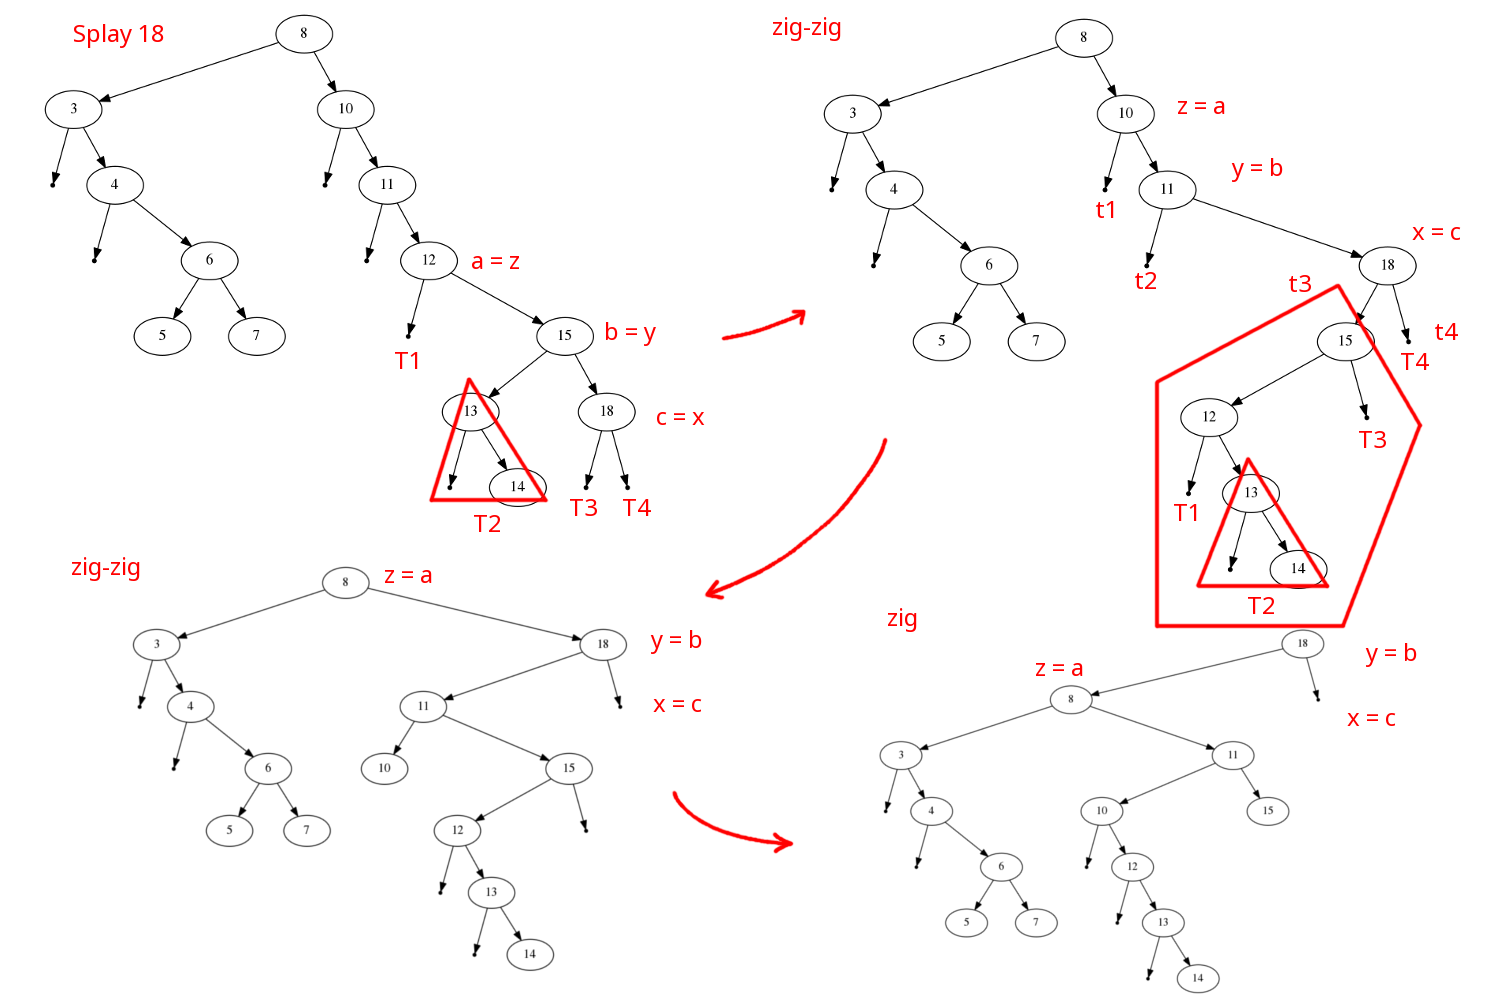 Splay 18
8
3
10
4
11
6
12
a = z
5
7
15
b = y
T1
13
18
c = x
14
T2
T3
T4
zig-zig
8
3
10
z = a
4
t1
11
y = b
6
t2
18
x = c
5
7
t3
15
t4
T4
12
T3
13
T1
14
T2
zig-zig
8
z = a
3
18
y = b
4
11
x = c
6
10
15
5
7
12
13
14
zig
18
y = b
z = a
8
x = c
3
11
4
10
15
6
12
5
7
13
14